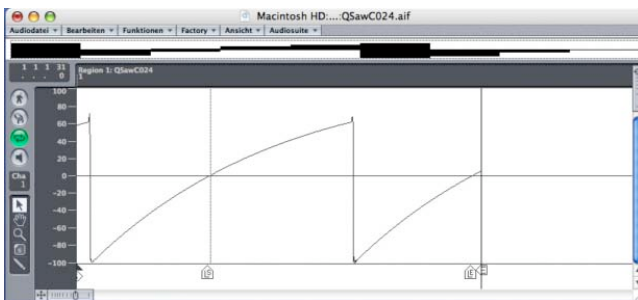 Macintosh HD:...:QSawC024.aif
Audiodatei Bearbeiten Funktionen Factory Ansicht Audiosuite
1 1 1 31
. . . 0
Region 1: QSawC024
1
100
80
60
40
20
0
-20
-40
-60
-80
-100
Cha
1
S
E